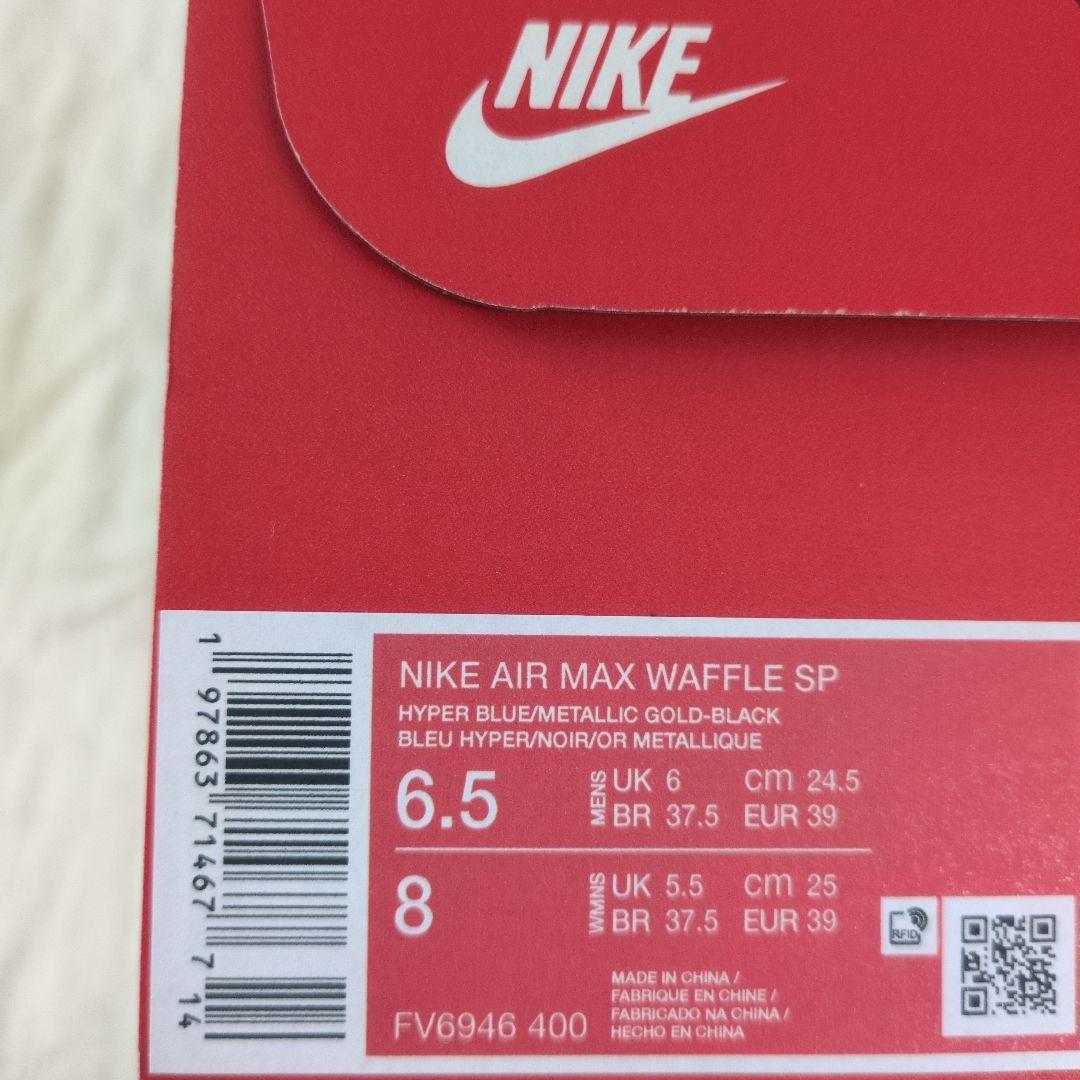 NIKE
NIKE AIR MAX WAFFLE SP
HYPER BLUE/METALLIC GOLD-BLACK
BLEU HYPER/NOIR/OR METALLIQUE
6.5 MENS UK 6 cm 24.5
BR 37.5 EUR 39
8 WMNS UK 5.5 cm 25
BR 37.5 EUR 39
FV6946 400
MADE IN CHINA /
FABRIQUE EN CHINE /
FABRICADO NA CHINA /
HECHO EN CHINA
RFID
1 97863 71467 7 14